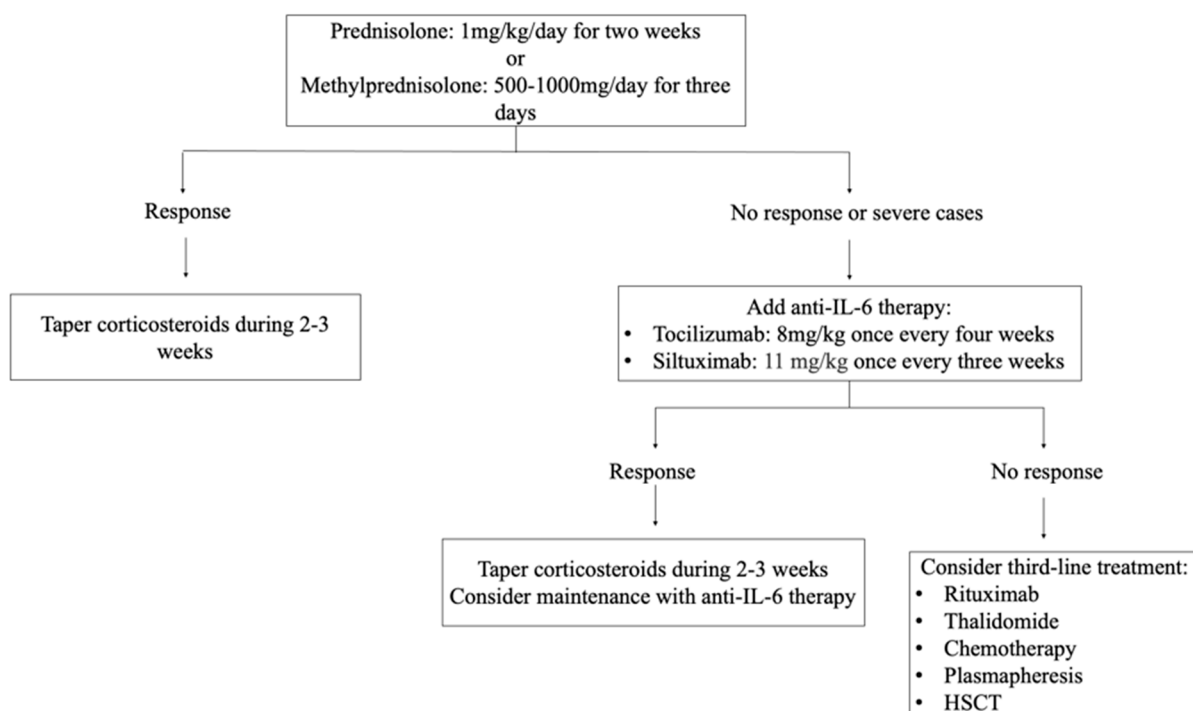 Prednisolone: 1mg/kg/day for two weeks
or
Methylprednisolone: 500-1000mg/day for three
days
Response
No response or severe cases
Taper corticosteroids during 2-3
weeks
Add anti-IL-6 therapy:
• Tocilizumab: 8mg/kg once every four weeks
• Siltuximab: 11 mg/kg once every three weeks
Response
No response
Taper corticosteroids during 2-3 weeks
Consider maintenance with anti-IL-6 therapy
Consider third-line treatment:
• Rituximab
• Thalidomide
• Chemotherapy
• Plasmapheresis
• HSCT